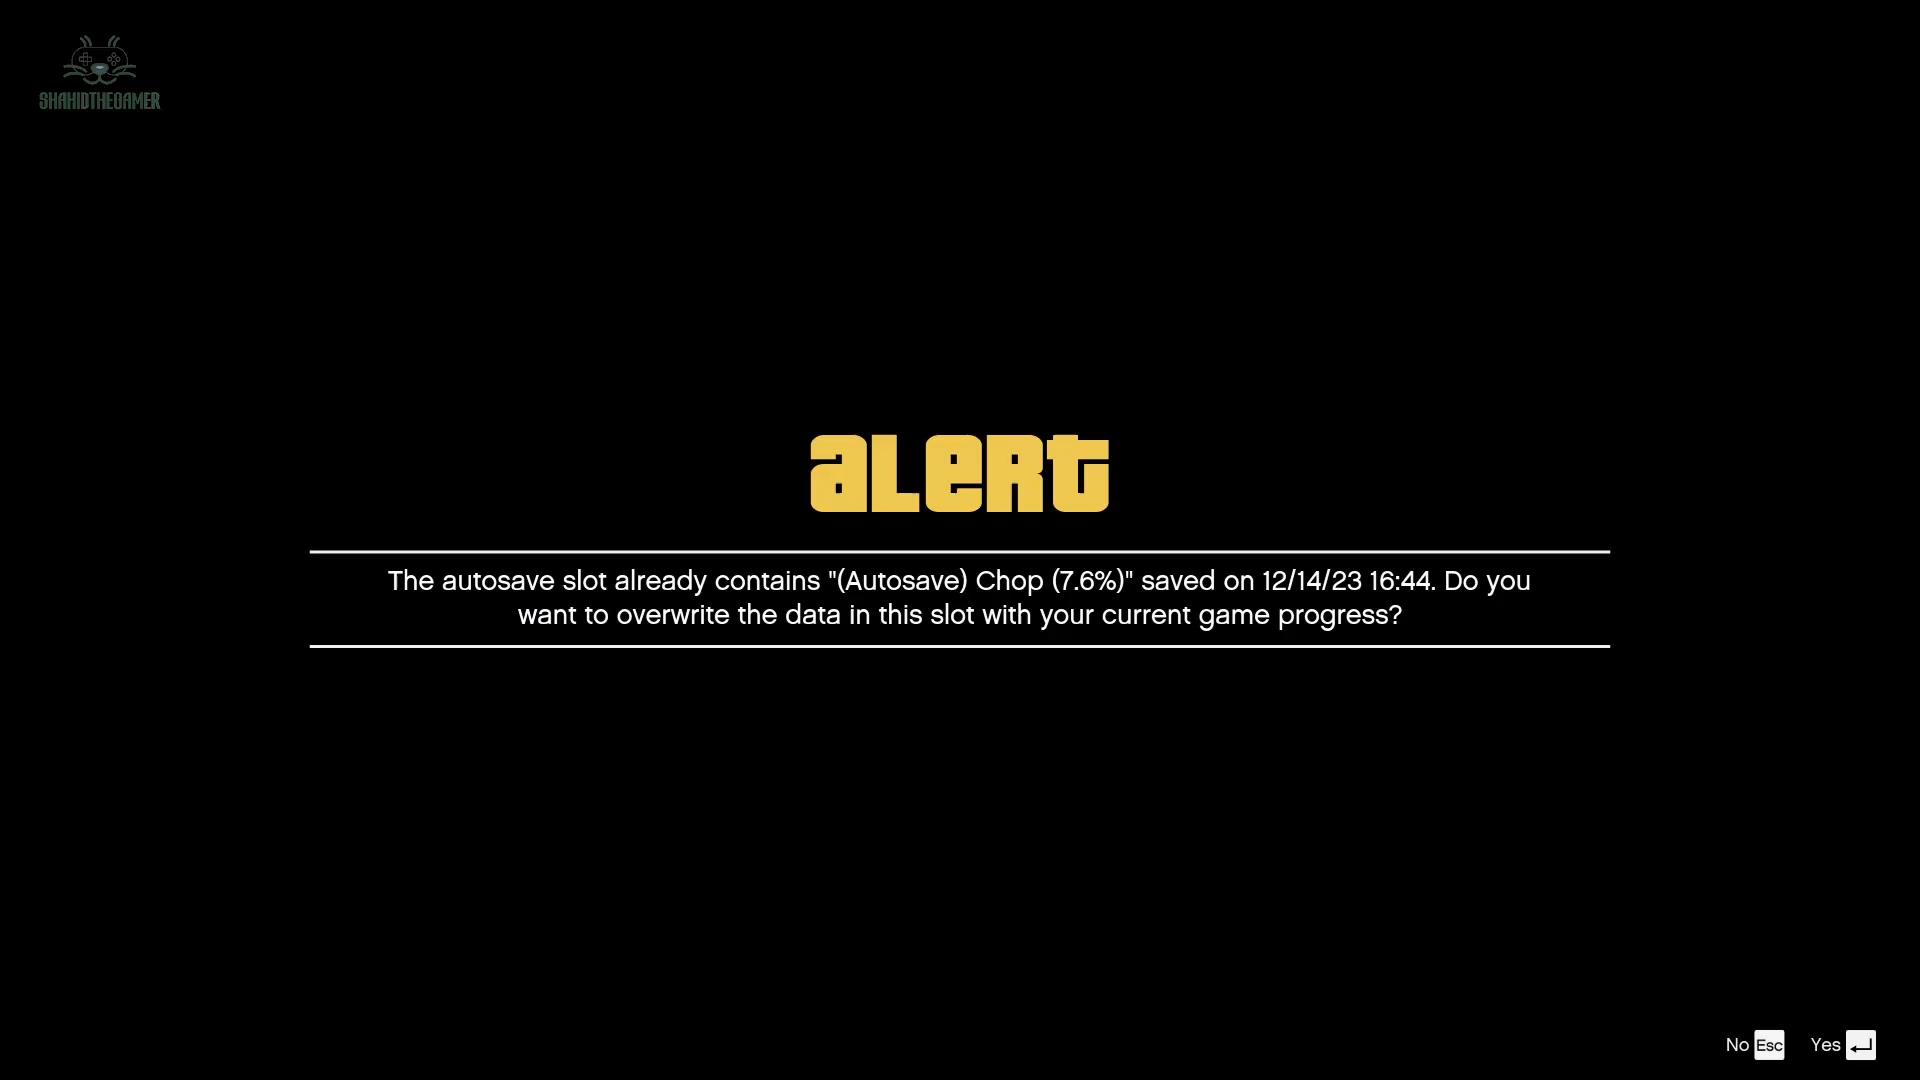 SHAHIDTHEGAMER
aLeRt
The autosave slot already contains "(Autosave) Chop (7.6%)" saved on 12/14/23 16:44. Do you
want to overwrite the data in this slot with your current game progress?
No Esc Yes